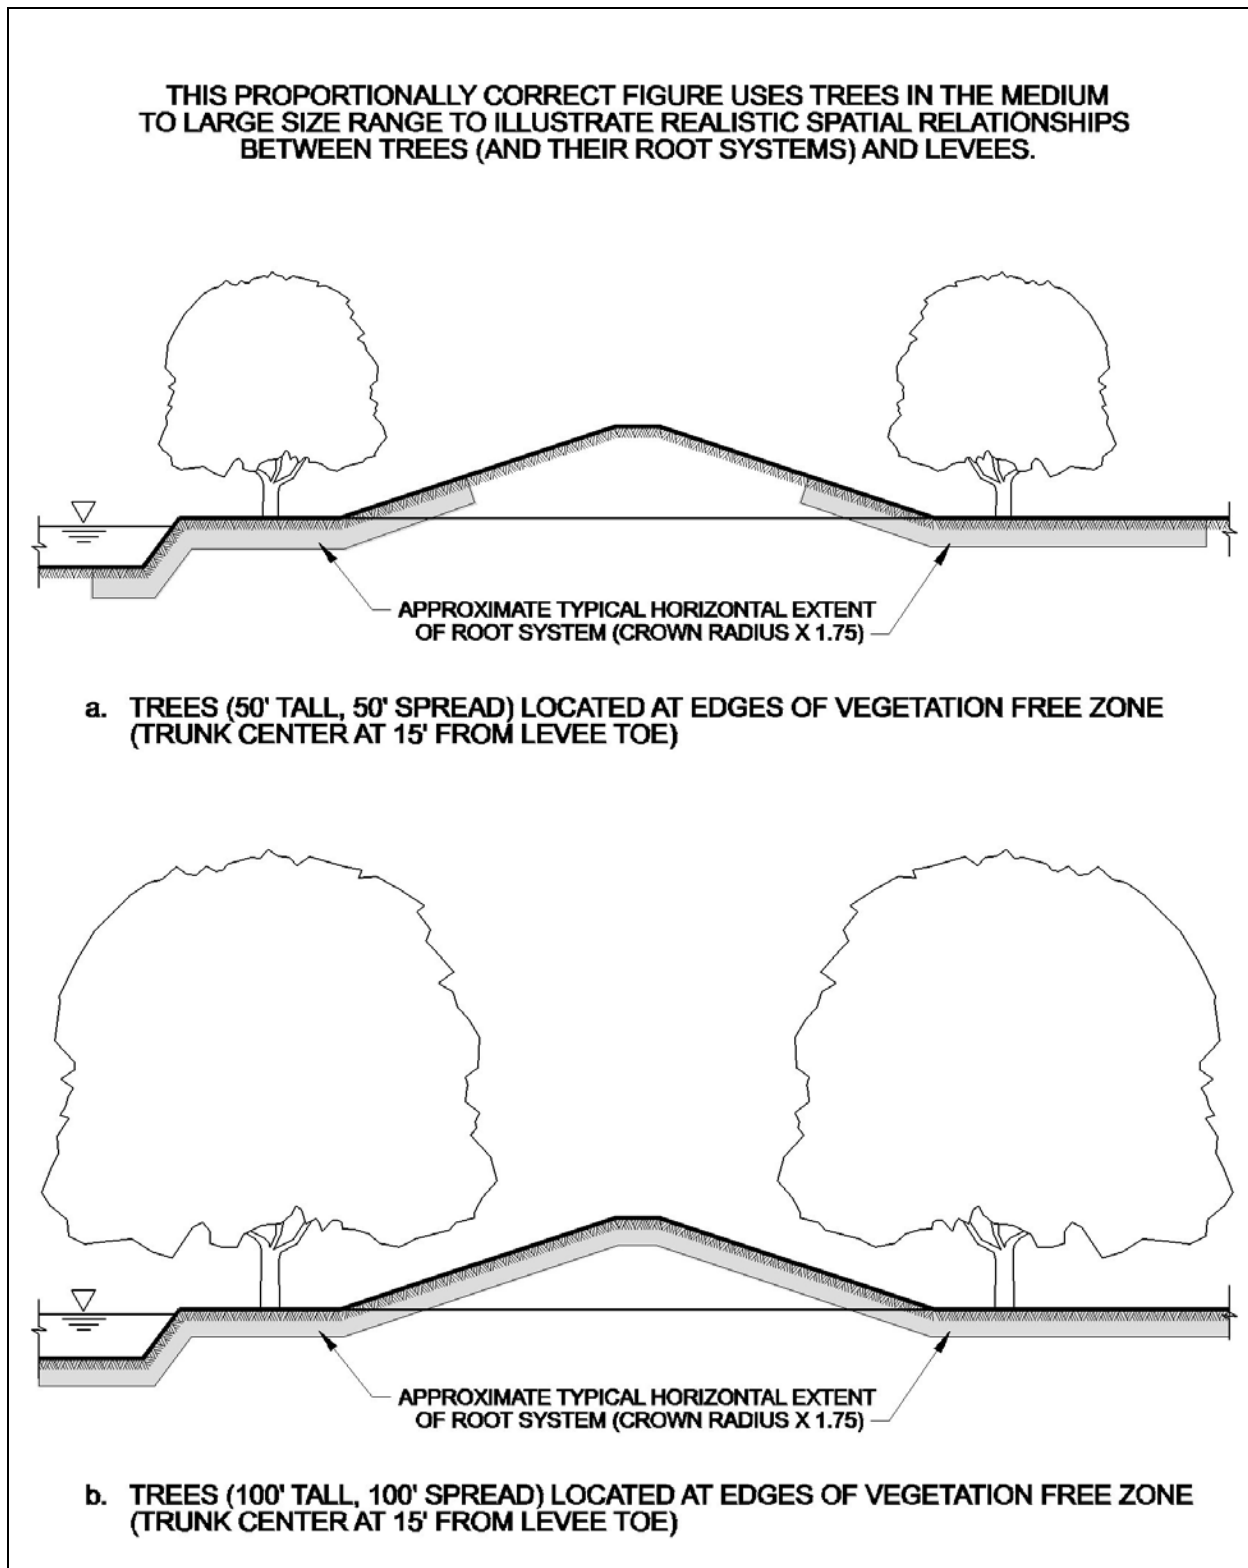 THIS PROPORTIONALLY CORRECT FIGURE USES TREES IN THE MEDIUM
TO LARGE SIZE RANGE TO ILLUSTRATE REALISTIC SPATIAL RELATIONSHIPS
BETWEEN TREES (AND THEIR ROOT SYSTEMS) AND LEVEES.
APPROXIMATE TYPICAL HORIZONTAL EXTENT
OF ROOT SYSTEM (CROWN RADIUS X 1.75)
a. TREES (50' TALL, 50' SPREAD) LOCATED AT EDGES OF VEGETATION FREE ZONE
(TRUNK CENTER AT 15' FROM LEVEE TOE)
APPROXIMATE TYPICAL HORIZONTAL EXTENT
OF ROOT SYSTEM (CROWN RADIUS X 1.75)
b. TREES (100' TALL, 100' SPREAD) LOCATED AT EDGES OF VEGETATION FREE ZONE
(TRUNK CENTER AT 15' FROM LEVEE TOE)